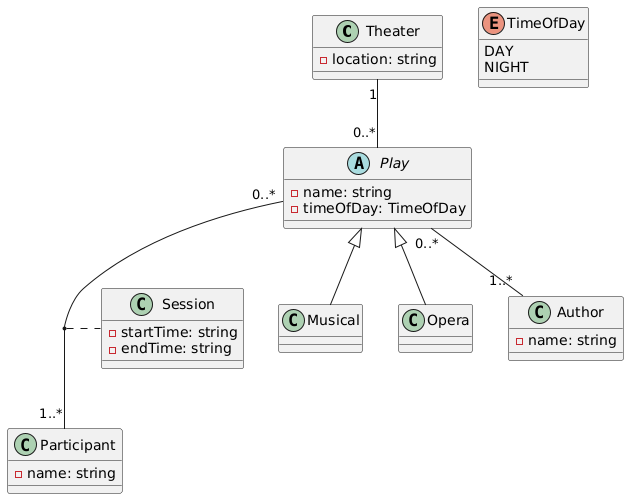 C Theater
location: string
E TimeOfDay
DAY
NIGHT
1
0..*
A Play
name: string
timeOfDay: TimeOfDay
0..*
0..*
1..*
C Session
startTime: string
endTime: string
C Musical
C Opera
C Author
name: string
1..*
C Participant
name: string